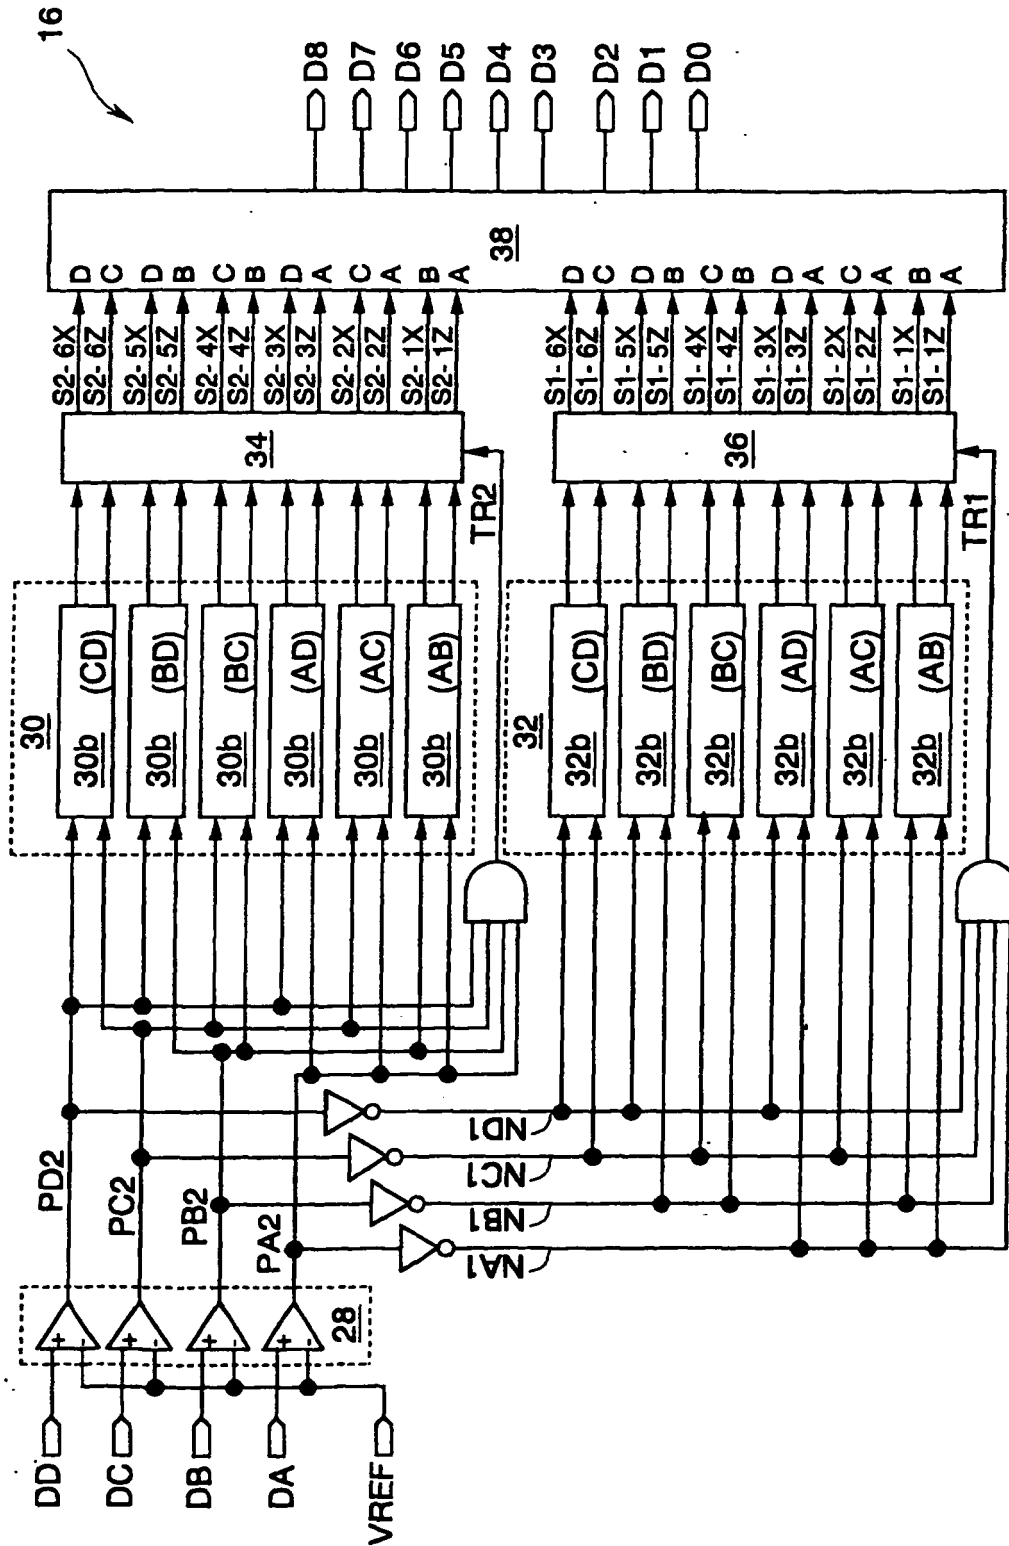 16
DD
DC
DB
DA
VREF
+
-
+
-
+
-
+
-
28
PD2
PC2
PB2
PA2
ND1
NC1
NB1
NA1
30
30b (CD)
30b (BD)
30b (BC)
30b (AD)
30b (AC)
30b (AB)
TR2
34
S2-6X D
S2-6Z C
S2-5X D
S2-5Z B
S2-4X C
S2-4Z B
S2-3X D
S2-3Z A
S2-2X C
S2-2Z A
S2-1X B
S2-1Z A
32
32b (CD)
32b (BD)
32b (BC)
32b (AD)
32b (AC)
32b (AB)
TR1
36
S1-6X D
S1-6Z C
S1-5X D
S1-5Z B
S1-4X C
S1-4Z B
S1-3X D
S1-3Z A
S1-2X C
S1-2Z A
S1-1X B
S1-1Z A
38
D8
D7
D6
D5
D4
D3
D2
D1
D0